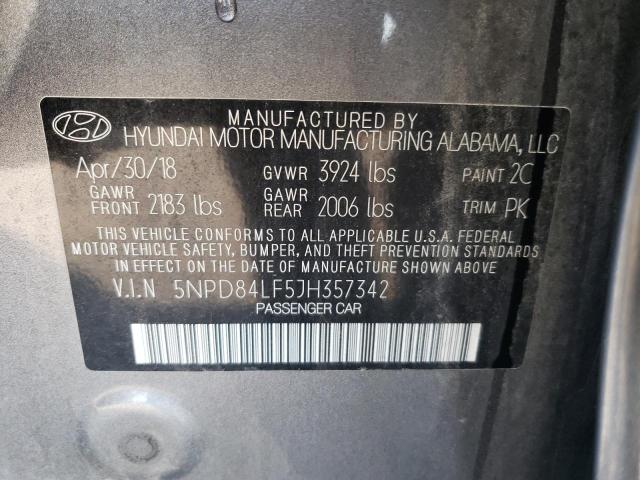 MANUFACTURED BY
HYUNDAI MOTOR MANUFACTURING ALABAMA, LLC
Apr/30/18 GVWR 3924 lbs PAINT 2C
GAWR FRONT 2183 lbs GAWR REAR 2006 lbs TRIM PK
THIS VEHICLE CONFORMS TO ALL APPLICABLE U.S.A. FEDERAL
MOTOR VEHICLE SAFETY, BUMPER, AND THEFT PREVENTION STANDARDS
IN EFFECT ON THE DATE OF MANUFACTURE SHOWN ABOVE
V.I.N 5NPD84LF5JH357342
PASSENGER CAR